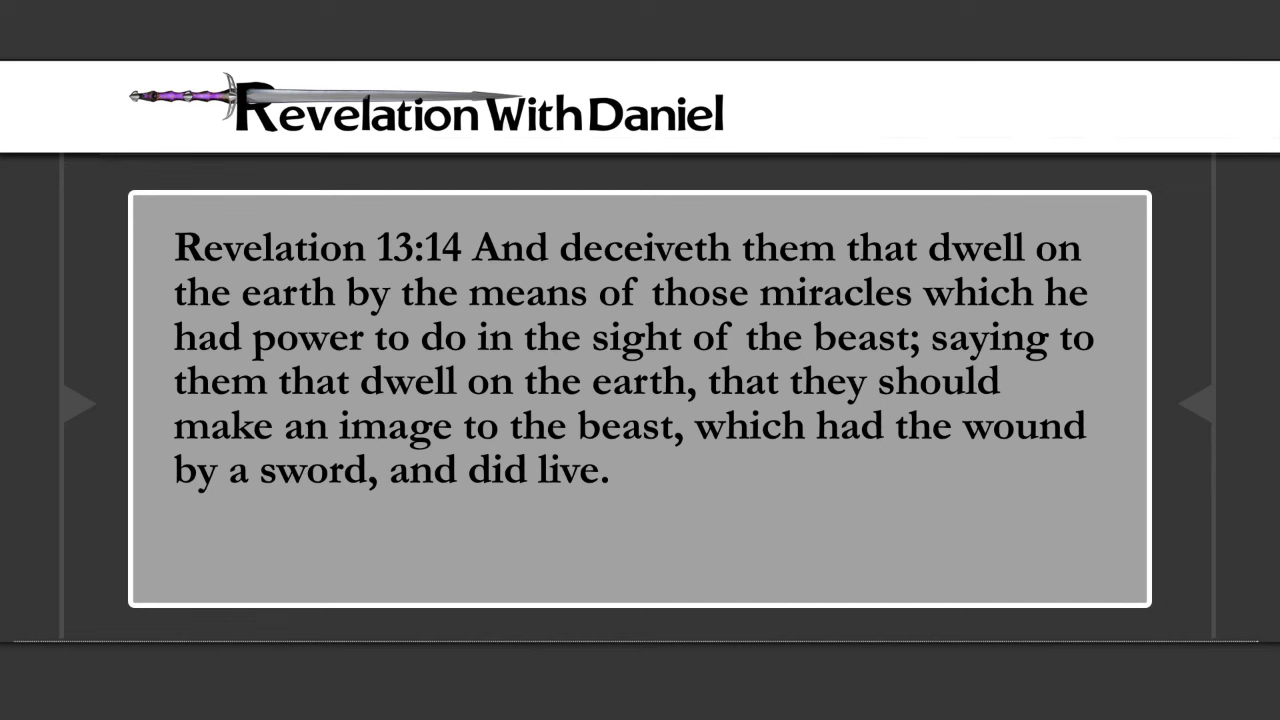 Revelation With Daniel
Revelation 13:14 And deceiveth them that dwell on
the earth by the means of those miracles which he
had power to do in the sight of the beast; saying to
them that dwell on the earth, that they should
make an image to the beast, which had the wound
by a sword, and did live.